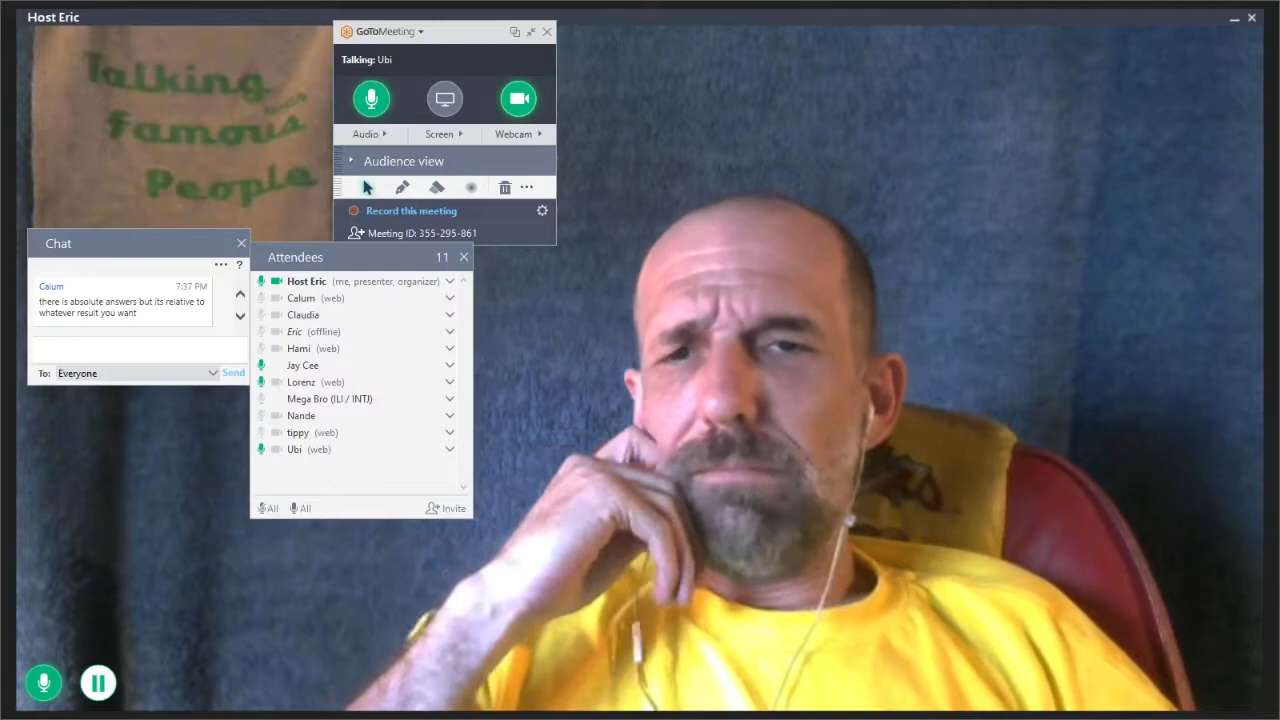 Host Eric
Talking
famous
People
GoToMeeting
Talking: Ubi
Audio
Screen
Webcam
Audience view
Record this meeting
Meeting ID: 355-295-861
Chat
?
Calum 7:37 PM
there is absolute answers but its relative to
whatever result you want
To: Everyone Send
Attendees 11
Host Eric (me, presenter, organizer)
Calum (web)
Claudia
Eric (offline)
Hami (web)
Jay Cee
Lorenz (web)
Mega Bro (ILI / INTJ)
Nande
tippy (web)
Ubi (web)
All All Invite